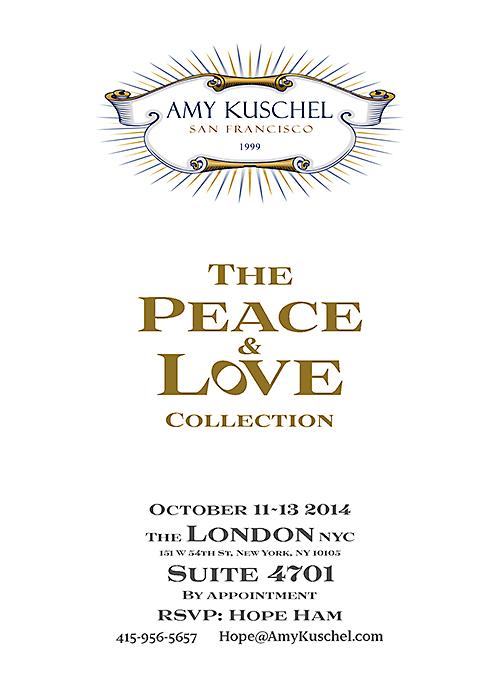 AMY KUSCHEL
SAN FRANCISCO
1999
THE
PEACE
&
LOVE
COLLECTION
OCTOBER 11-13 2014
THE LONDON NYC
151 W 54TH ST, NEW YORK, NY 10105
SUITE 4701
BY APPOINTMENT
RSVP: HOPE HAM
415-956-5657 Hope@AmyKuschel.com